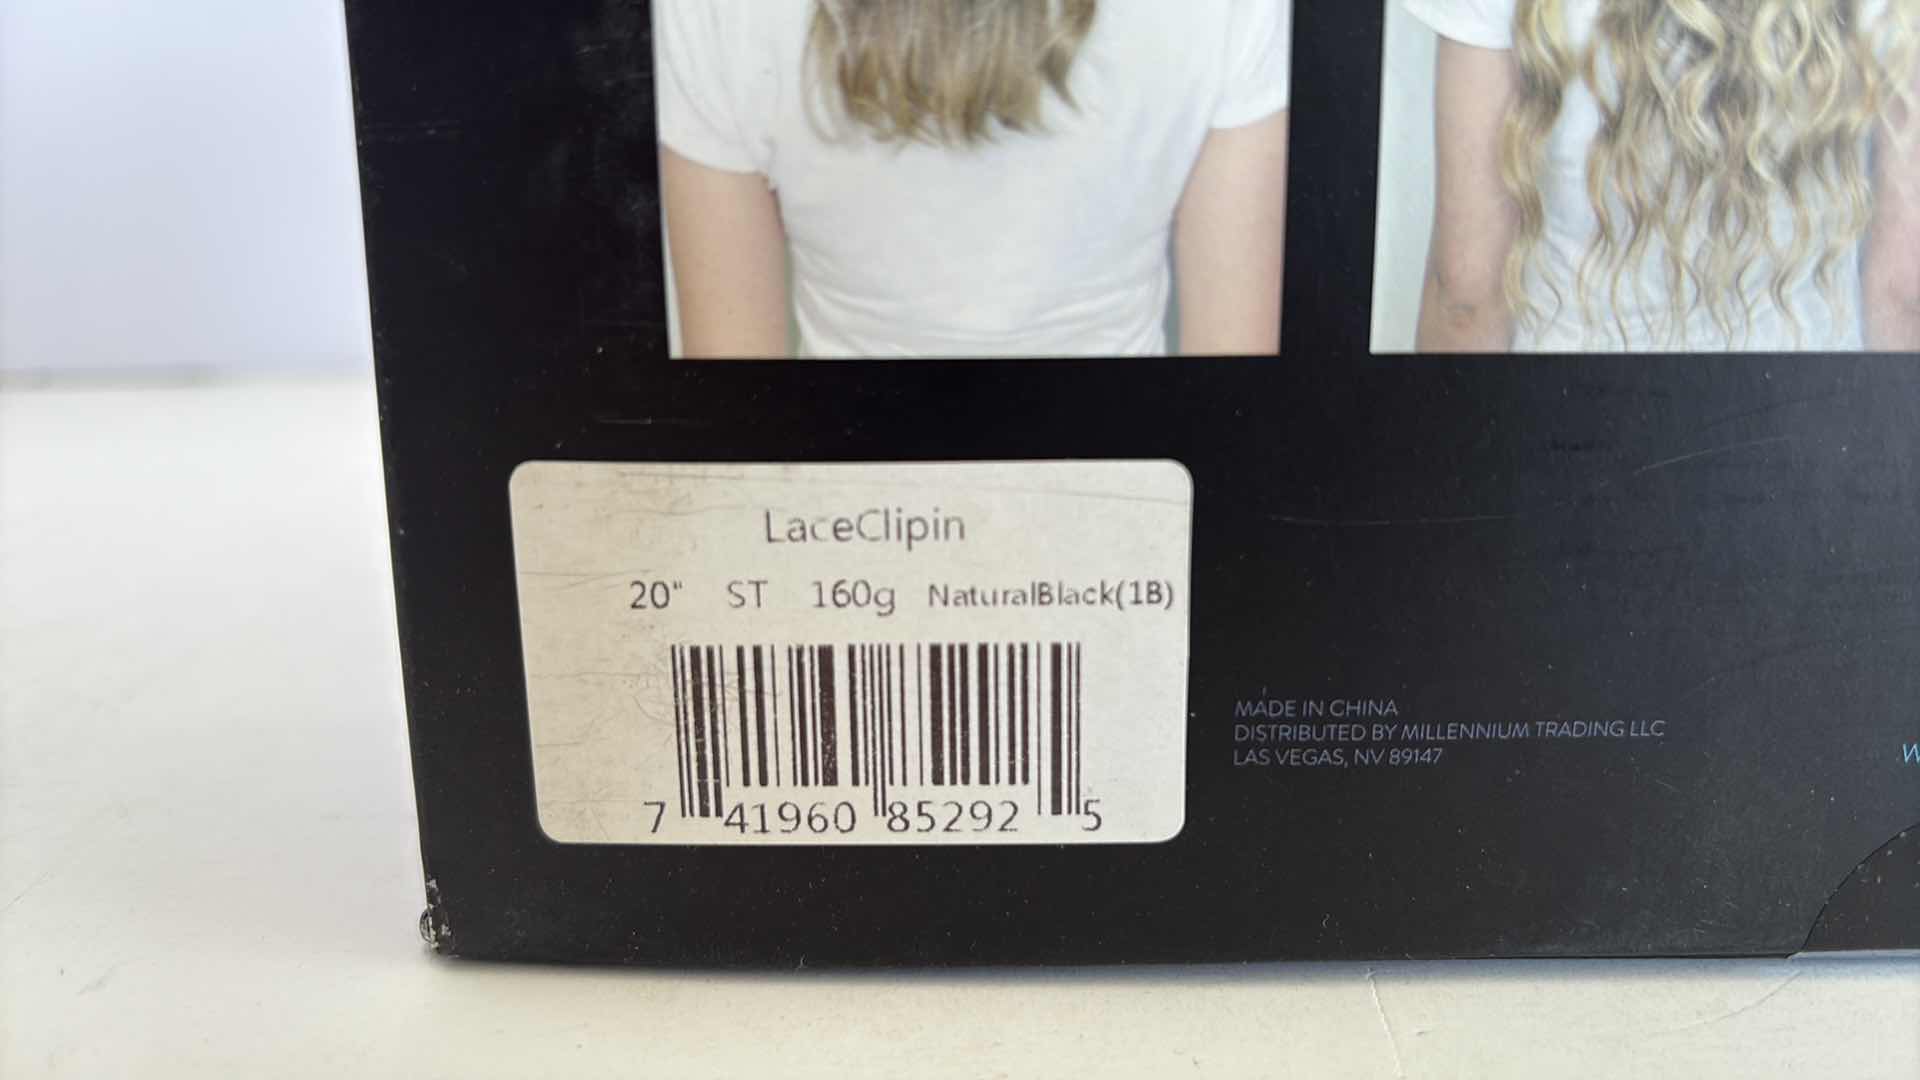 LaceClipin
20" ST 160g NaturalBlack(1B)
7 41960 85292 5
MADE IN CHINA
DISTRIBUTED BY MILLENNIUM TRADING LLC
LAS VEGAS, NV 89147